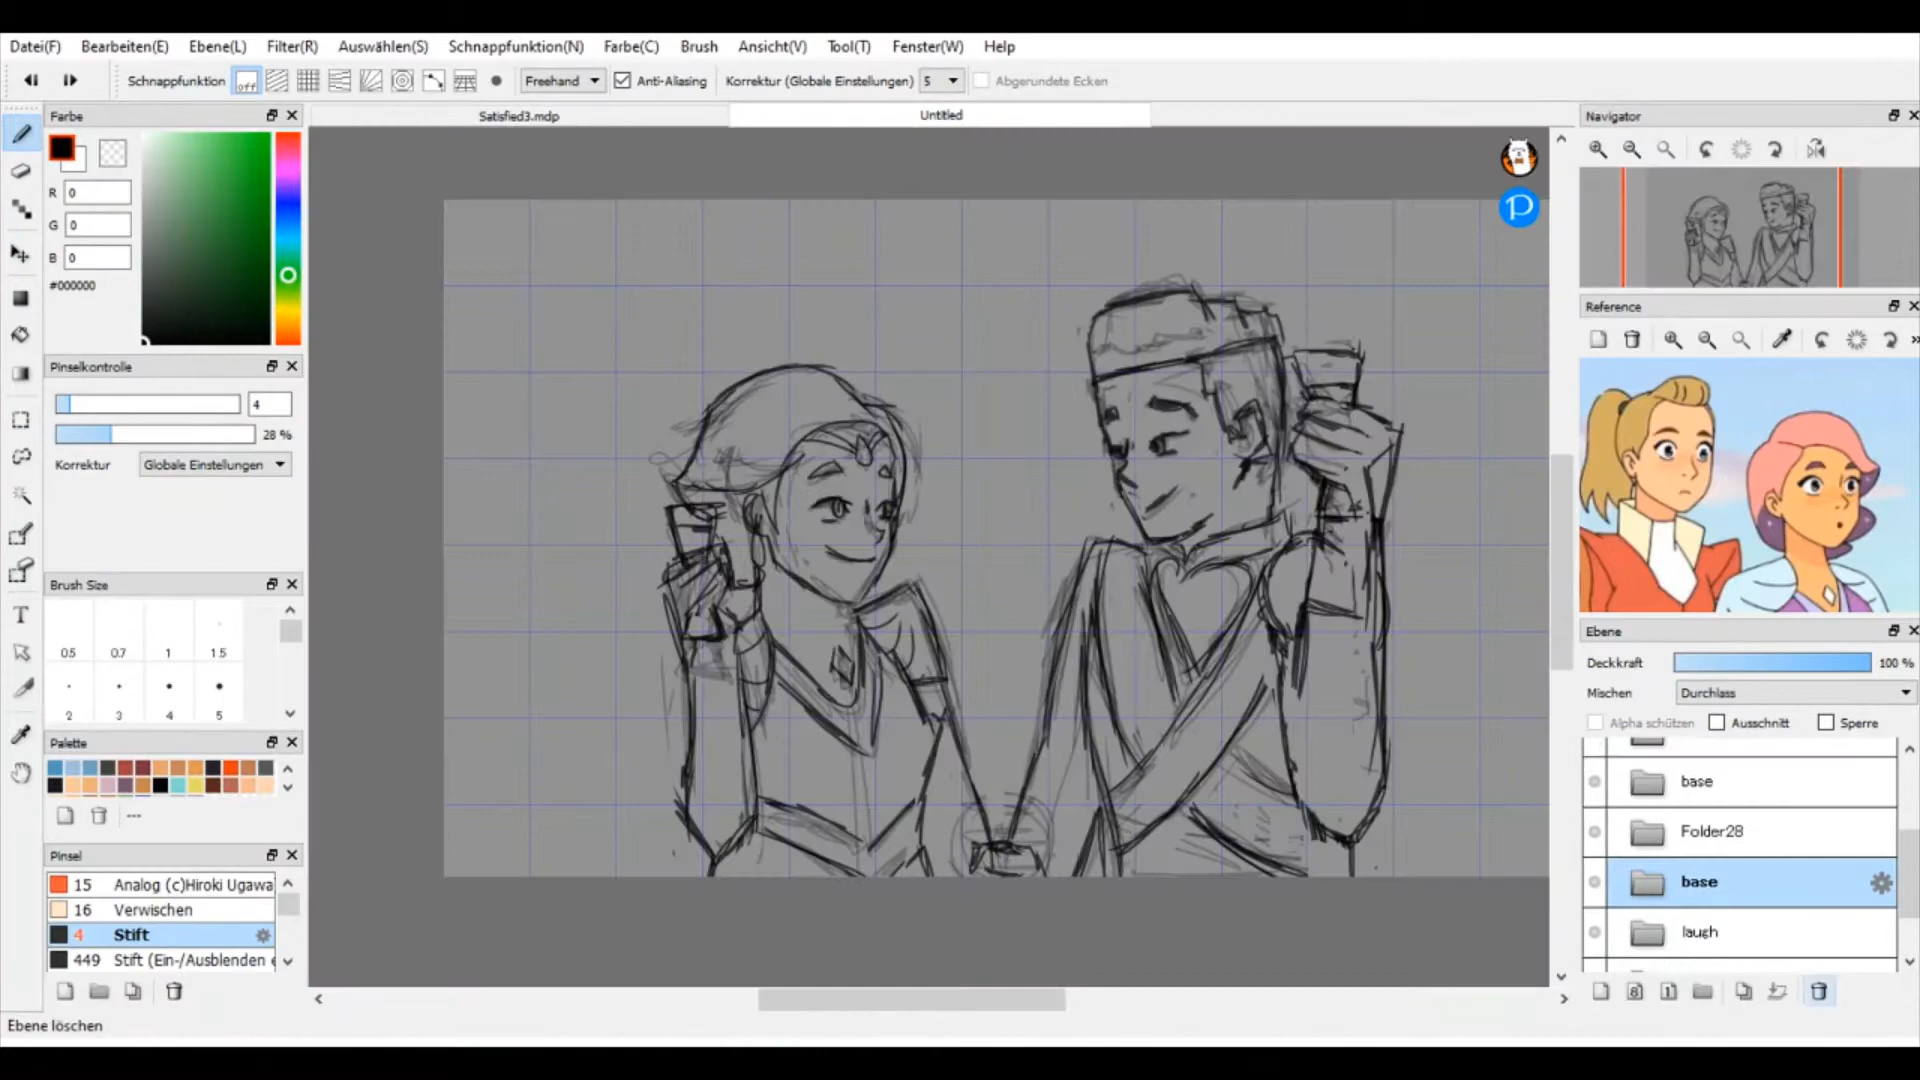 Datei(F) Bearbeiten(E) Ebene(L) Filter(R) Auswählen(S) Schnappfunktion(N) Farbe(C) Brush Ansicht(V) Tool(T) Fenster(W) Help
Schnappfunktion off Freehand Anti-Aliasing Korrektur (Globale Einstellungen) 5 Abgerundete Ecken
Farbe
Satisfied3.mdp Untitled
Navigator
R 0
G 0
B 0
#000000
Pinselkontrolle
4
28 %
Korrektur Globale Einstellungen
Reference
Brush Size
0.5 0.7 1 1.5
2 3 4 5
Palette
---
Pinsel
15 Analog (c)Hiroki Ugawa
16 Verwischen
4 Stift
449 Stift (Ein-/Ausblenden
Ebene löschen
Ebene
Deckkraft 100 %
Mischen Durchlass
Alpha schützen Ausschnitt Sperre
base
Folder28
base
laugh
8 1